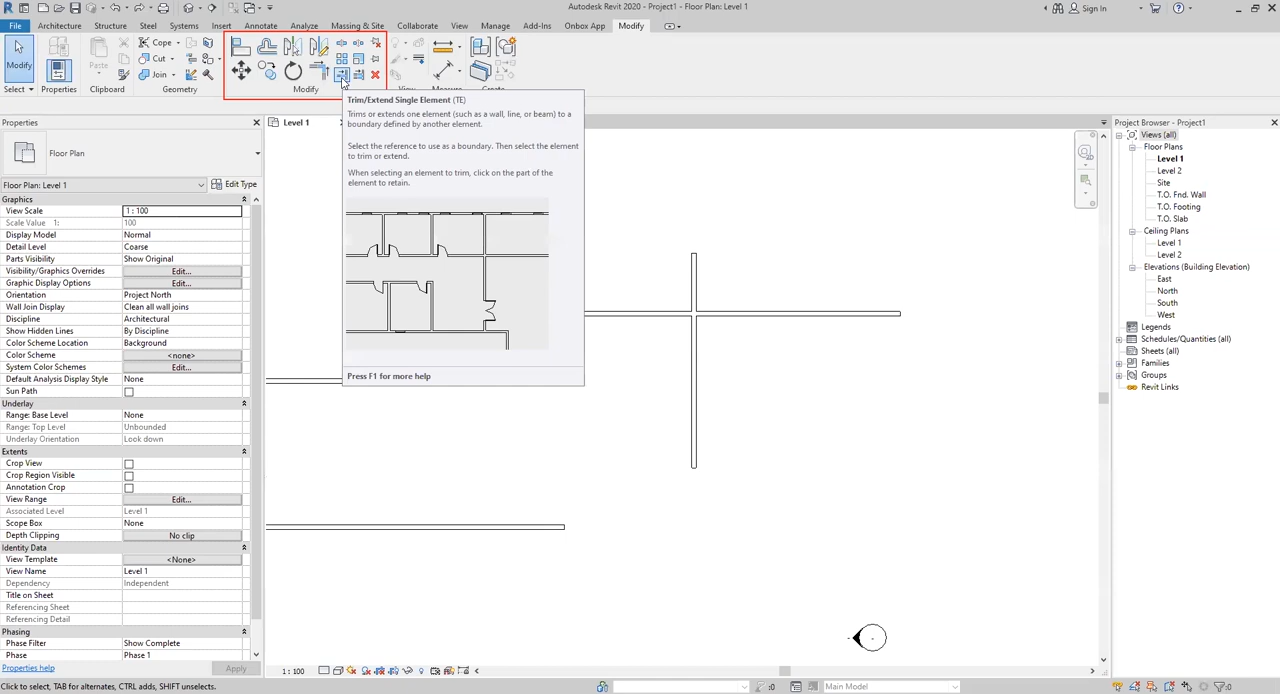 Autodesk Revit 2020 - Project1 - Floor Plan: Level 1
Sign In
File Architecture Structure Steel Systems Insert Annotate Analyze Massing & Site Collaborate View Manage Add-Ins Onbox App Modify
Modify
Properties
Paste
Cope
Cut
Join
Select Properties Clipboard Geometry Modify View Measure Create
Trim/Extend Single Element (TE)
Trims or extends one element (such as a wall, line, or beam) to a
boundary defined by another element.
Select the reference to use as a boundary. Then select the element
to trim or extend.
When selecting an element to trim, click on the part of the
element to retain.
Press F1 for more help
Properties
Floor Plan
Floor Plan: Level 1 Edit Type
Graphics
View Scale 1 : 100
Scale Value 1: 100
Display Model Normal
Detail Level Coarse
Parts Visibility Show Original
Visibility/Graphics Overrides Edit...
Graphic Display Options Edit...
Orientation Project North
Wall Join Display Clean all wall joins
Discipline Architectural
Show Hidden Lines By Discipline
Color Scheme Location Background
Color Scheme <none>
System Color Schemes Edit...
Default Analysis Display Style None
Sun Path
Underlay
Range: Base Level None
Range: Top Level Unbounded
Underlay Orientation Look down
Extents
Crop View
Crop Region Visible
Annotation Crop
View Range Edit...
Associated Level Level 1
Scope Box None
Depth Clipping No clip
Identity Data
View Template <None>
View Name Level 1
Dependency Independent
Title on Sheet
Referencing Sheet
Referencing Detail
Phasing
Phase Filter Show Complete
Phase Phase 1
Properties help Apply
Level 1
Project Browser - Project1
Views (all)
Floor Plans
Level 1
Level 2
Site
T.O. Fnd. Wall
T.O. Footing
T.O. Slab
Ceiling Plans
Level 1
Level 2
Elevations (Building Elevation)
East
North
South
West
Legends
Schedules/Quantities (all)
Sheets (all)
Families
Groups
Revit Links
1 : 100
Click to select, TAB for alternates, CTRL adds, SHIFT unselects.
:0
Main Model
:0